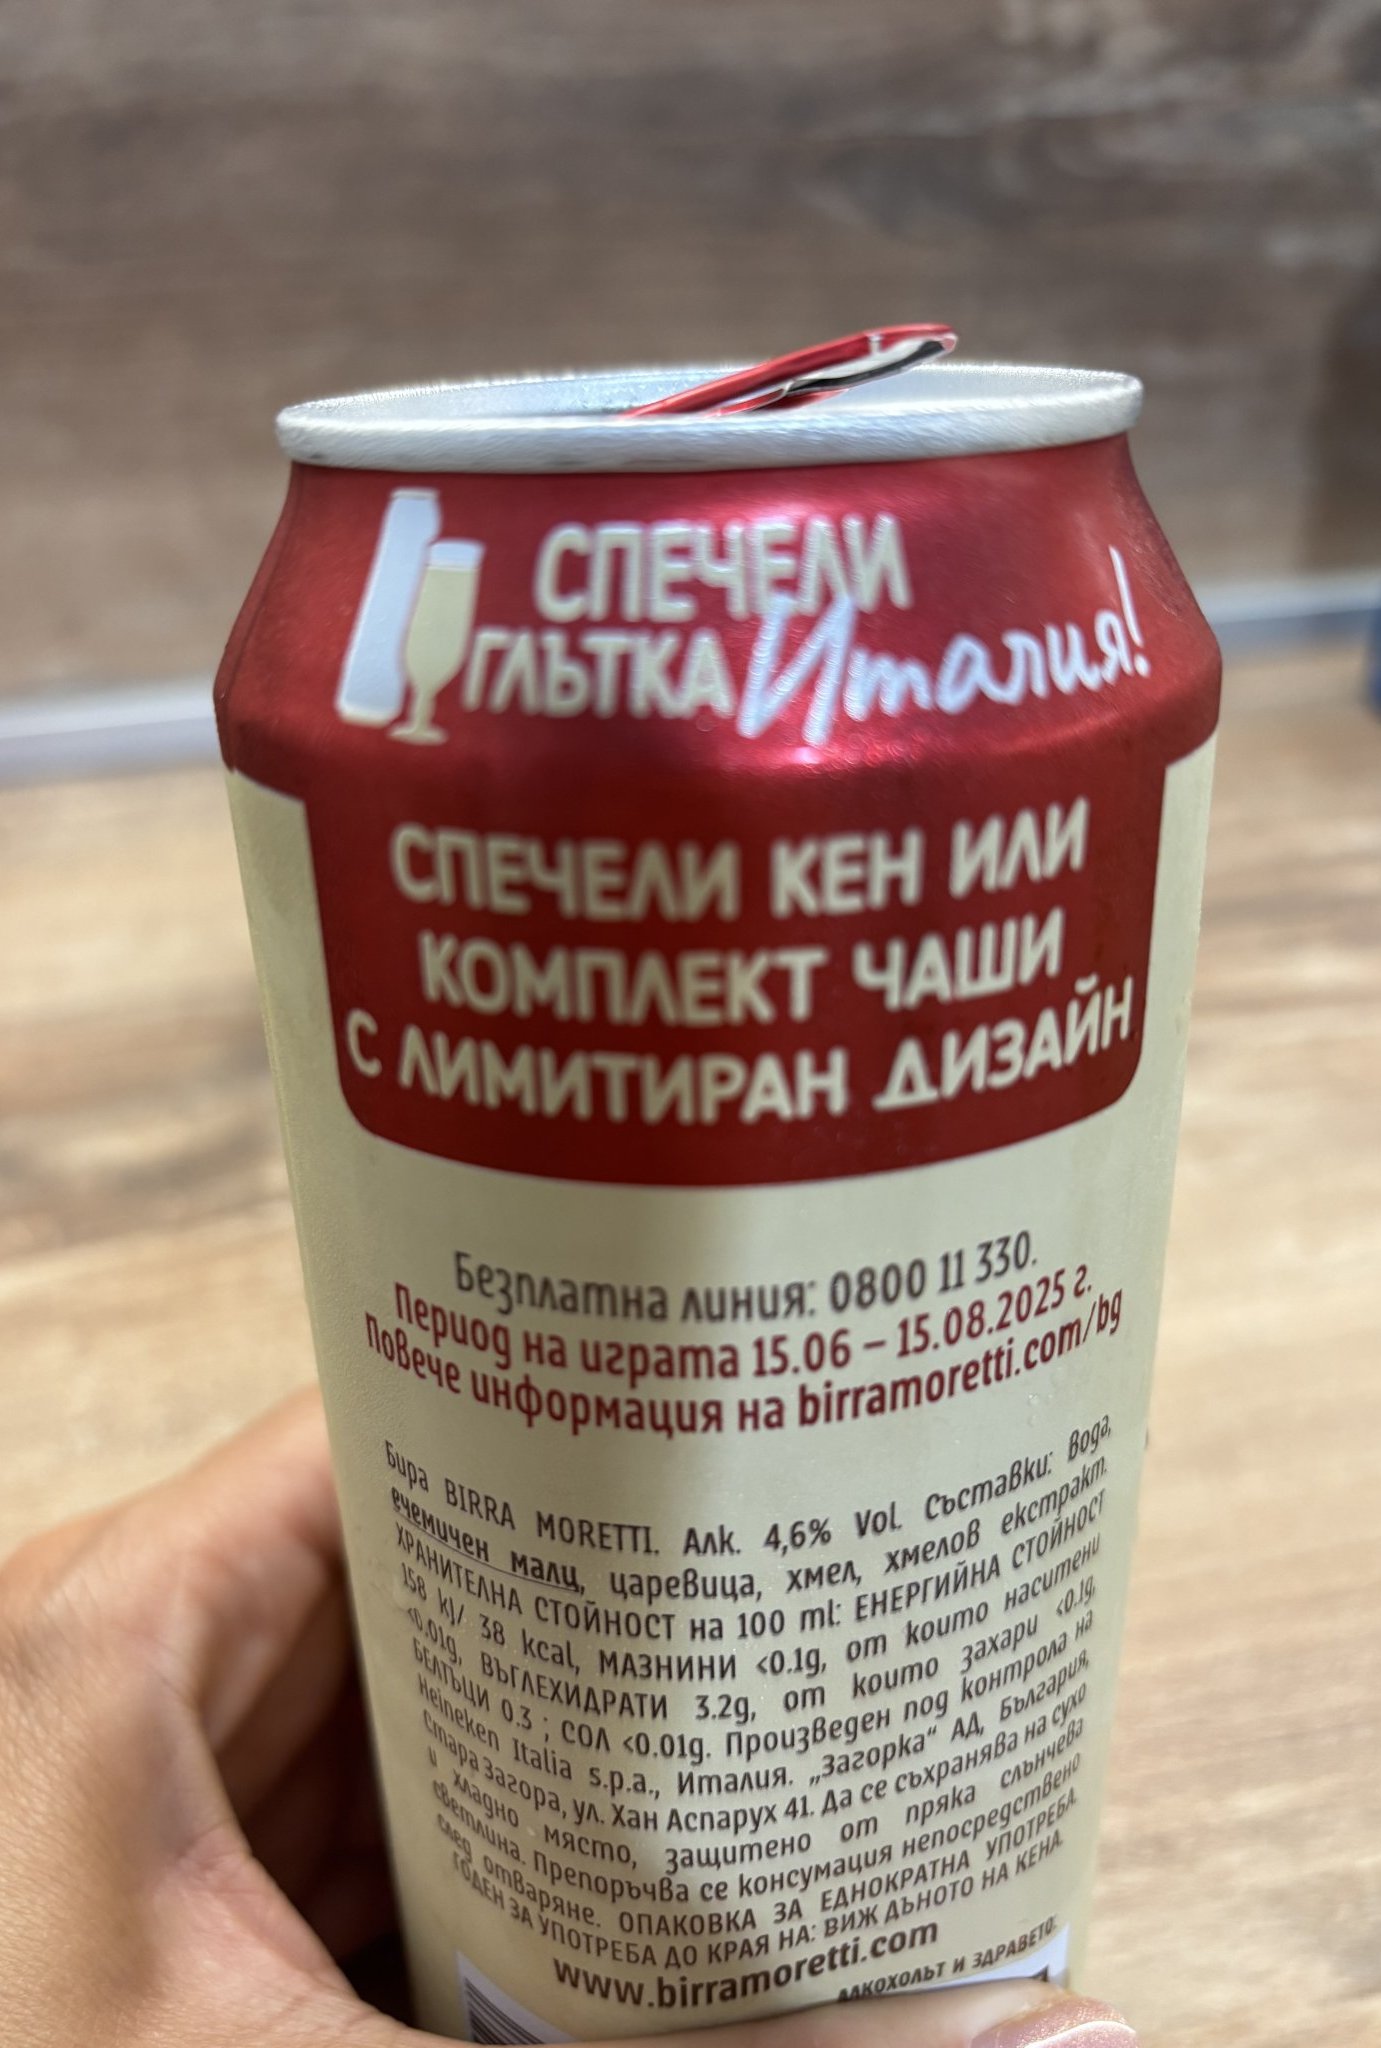 СПЕЧЕЛИ
ГЛЪТКА Италия!
СПЕЧЕЛИ КЕН ИЛИ
КОМПЛЕКТ ЧАШИ
С ЛИМИТИРАН ДИЗАЙН
Безплатна линия: 0800 11 330.
Период на играта 15.06 – 15.08.2025 г.
Повече информация на birramoretti.com/bg
Бира BIRRA MORETTI. Алк. 4,6% Vol. Съставки: Вода,
ечемичен малц, царевица, хмел, хмелов екстракт.
ХРАНИТЕЛНА СТОЙНОСТ на 100 ml: ЕНЕРГИЙНА СТОЙНОСТ
158 kJ/ 38 kcal, МАЗНИНИ <0.1g, от които наситени
<0.01g, ВЪГЛЕХИДРАТИ 3.2g, от които захари <0.1g,
БЕЛТЪЦИ 0.3 ; СОЛ <0.01g. Произведен под контрола на
Heineken Italia s.p.a., Италия. „Загорка“ АД, България,
Стара Загора, ул. Хан Аспарух 41. Да се съхранява на сухо
и хладно място, защитено от пряка слънчева
светлина. Препоръчва се консумация непосредствено
след отваряне. ОПАКОВКА ЗА ЕДНОКРАТНА УПОТРЕБА.
ГОДЕН ЗА УПОТРЕБА ДО КРАЯ НА: ВИЖ ДЪНОТО НА КЕНА.
www.birramoretti.com
АЛКОХОЛЪТ И ЗДРАВЕТО: